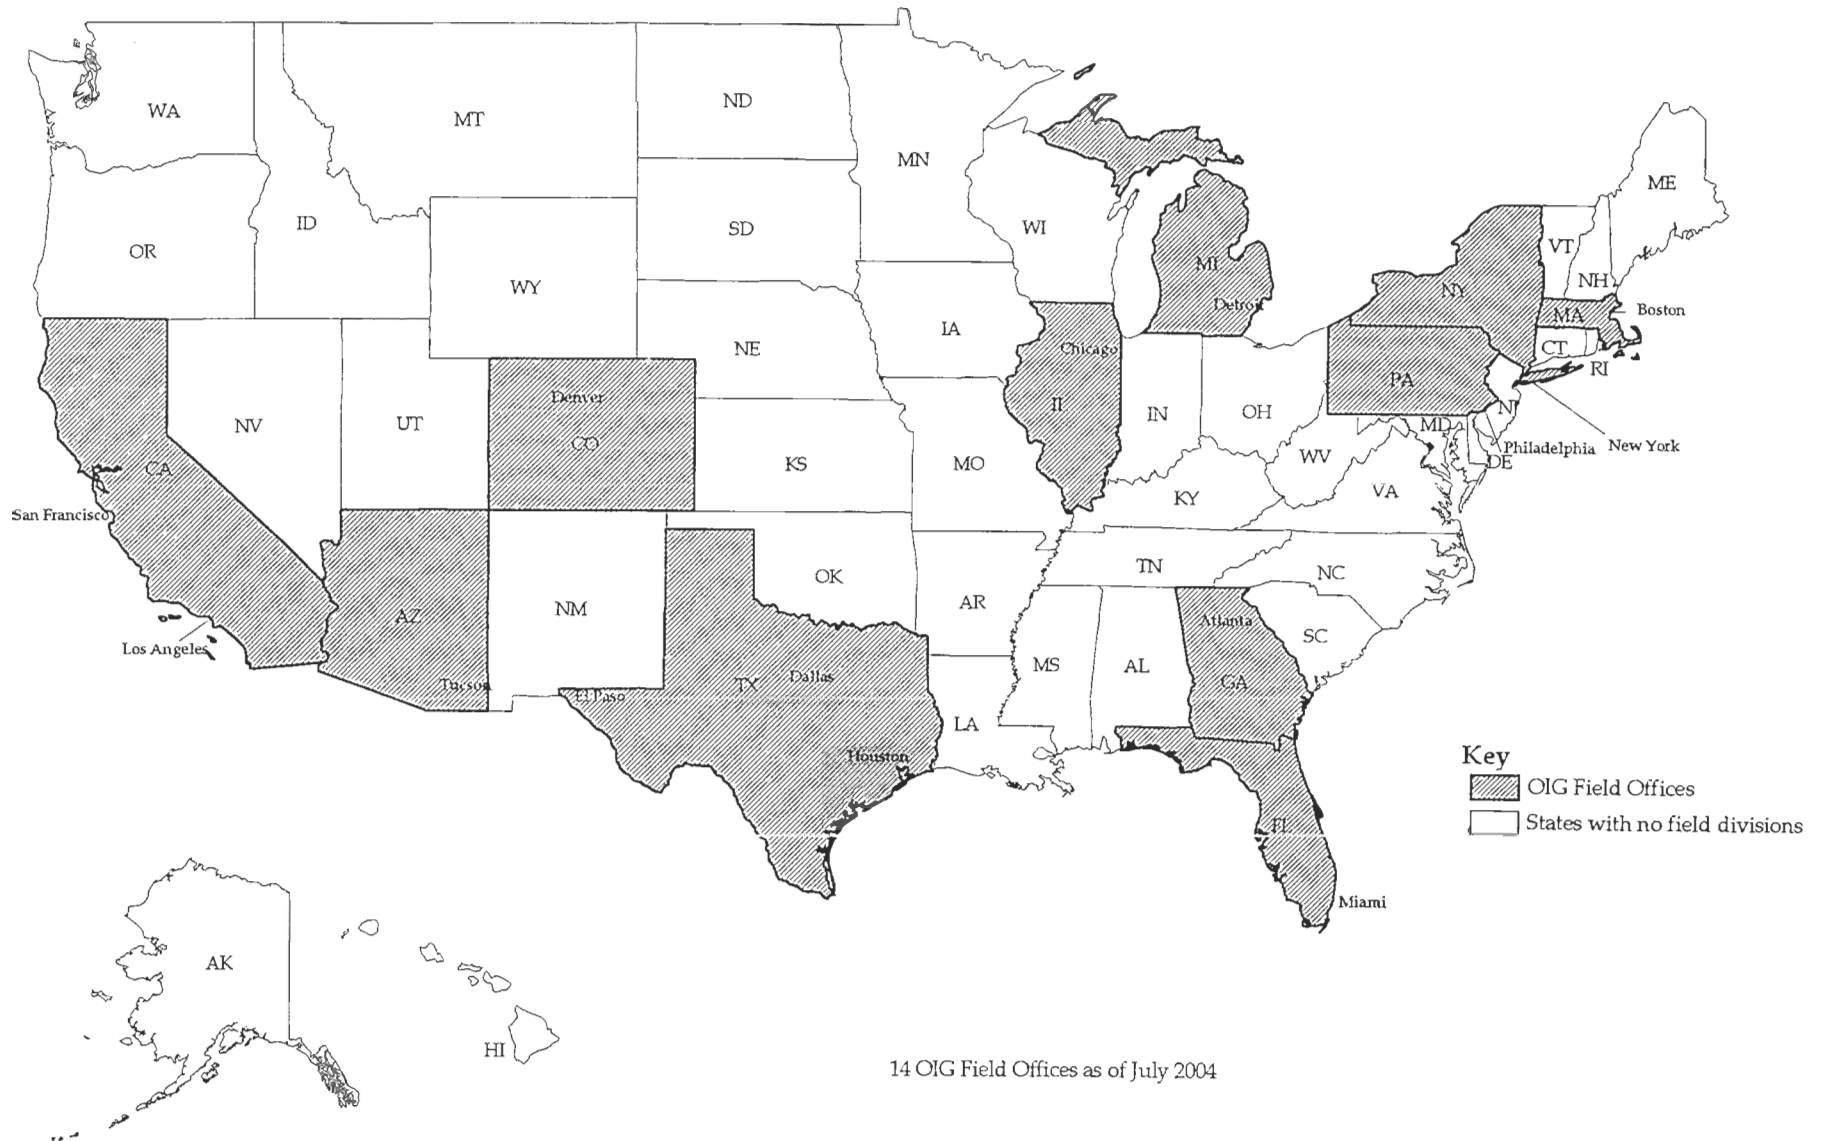 WA
MT
ND
MN
ME
OR
ID
SD
WI
VT
WY
MI
NH
NY
Detroit
MA
Boston
IA
Chicago
NE
CT
RI
PA
Denver
IL
NV
UT
CO
IN
OH
NJ
MD
Philadelphia
New York
CA
KS
MO
WV
DE
KY
VA
San Francisco
TN
NC
OK
AZ
NM
AR
Atlanta
SC
Los Angeles
MS
AL
Tucson
El Paso
TX
Dallas
GA
LA
Houston
Key
OIG Field Offices
States with no field divisions
FL
Miami
AK
HI
14 OIG Field Offices as of July 2004